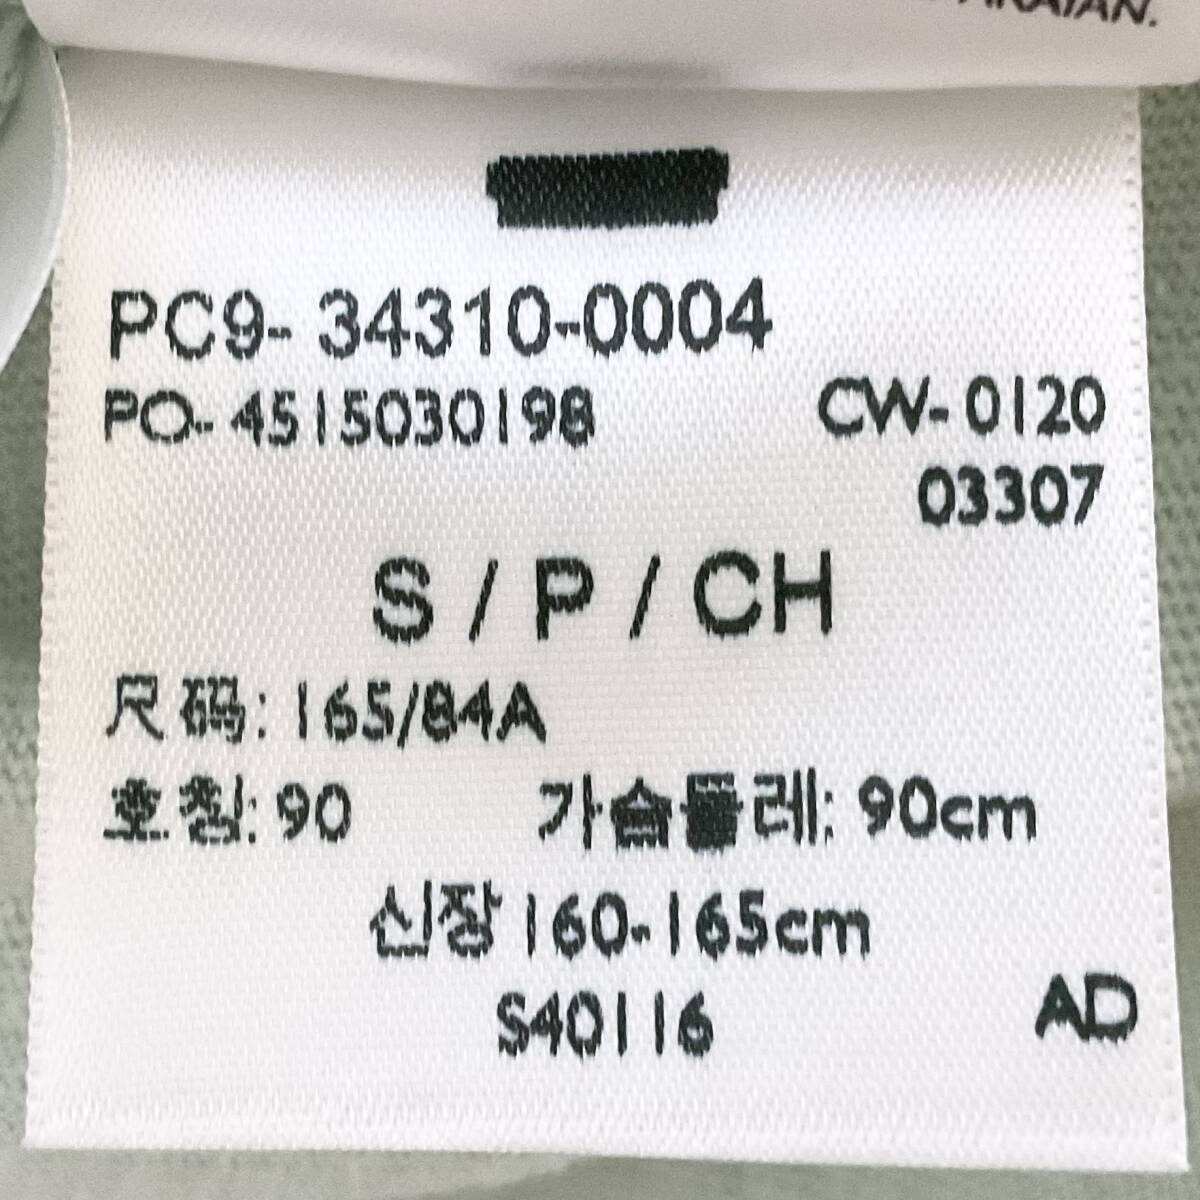 PC9- 34310-0004
PO- 4515030198 CW- 0120
03307
S / P / CH
尺码: 165/84A
호칭: 90 가슴둘레: 90cm
신장 160-165cm
S40116 AD